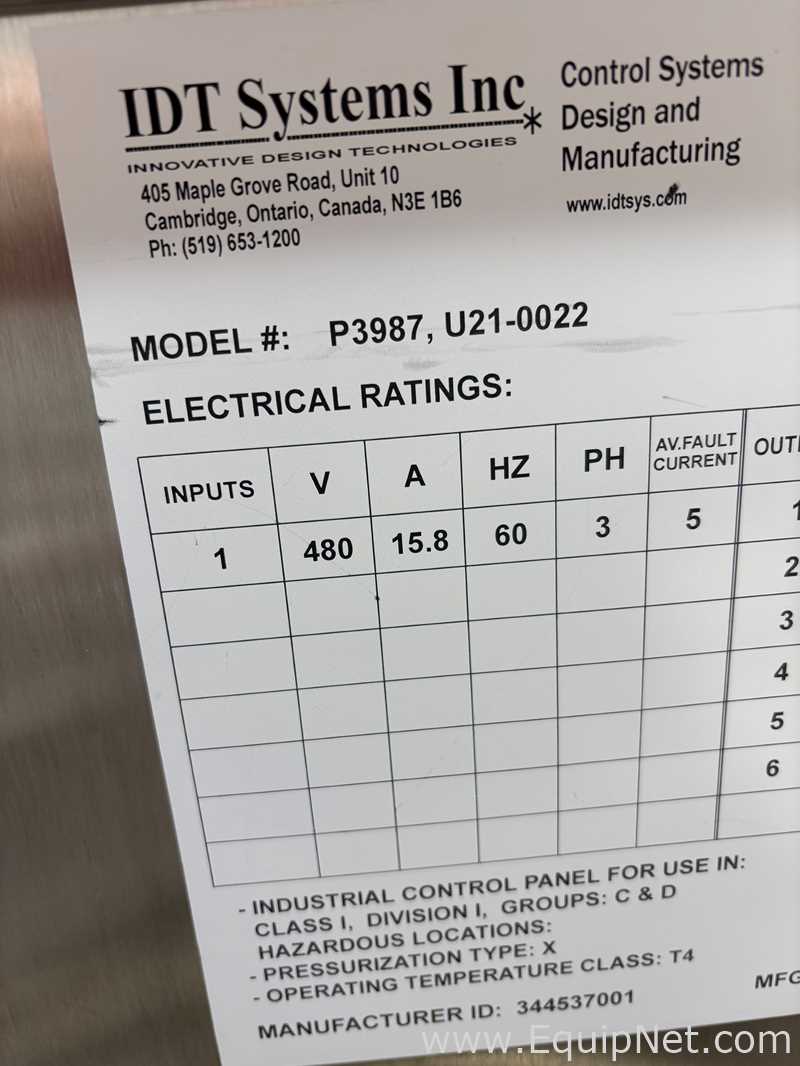 IDT Systems Inc
INNOVATIVE DESIGN TECHNOLOGIES
405 Maple Grove Road, Unit 10
Cambridge, Ontario, Canada, N3E 1B6
Ph: (519) 653-1200
Control Systems
Design and
Manufacturing
www.idtsys.com
MODEL #: P3987, U21-0022
ELECTRICAL RATINGS:
INPUTS V A HZ PH AV.FAULT CURRENT
1 480 15.8 60 3 5 1
2
3
4
5
6
- INDUSTRIAL CONTROL PANEL FOR USE IN:
CLASS I, DIVISION I, GROUPS: C & D
HAZARDOUS LOCATIONS:
- PRESSURIZATION TYPE: X
- OPERATING TEMPERATURE CLASS: T4
MANUFACTURER ID: 344537001
MFG
www.EquipNet.com